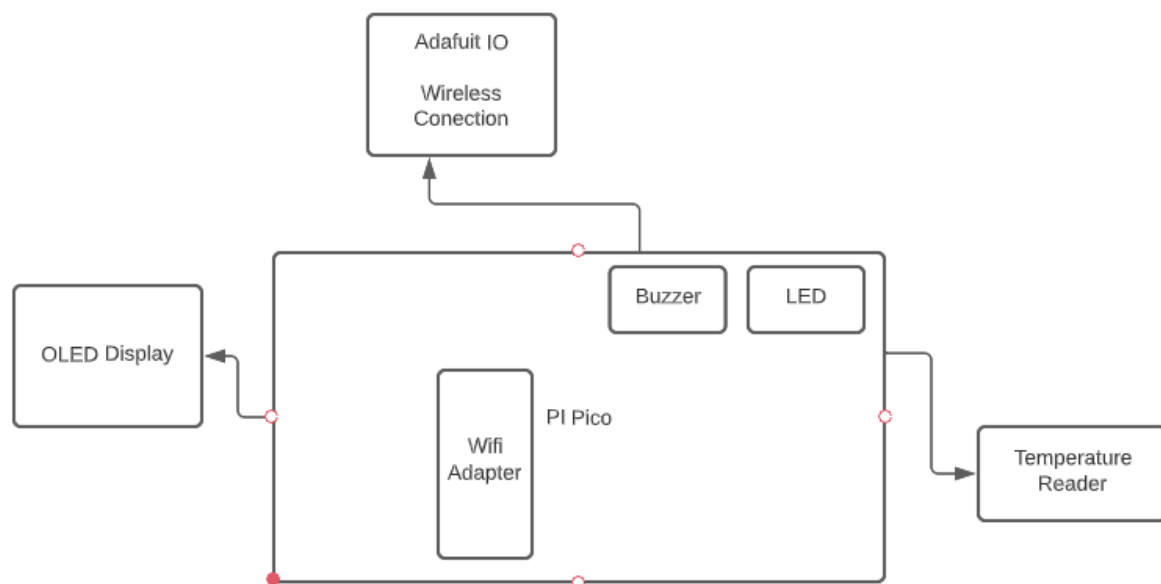 Adafuit IO
Wireless
Conection
Buzzer
LED
OLED Display
PI Pico
Wifi
Adapter
Temperature
Reader